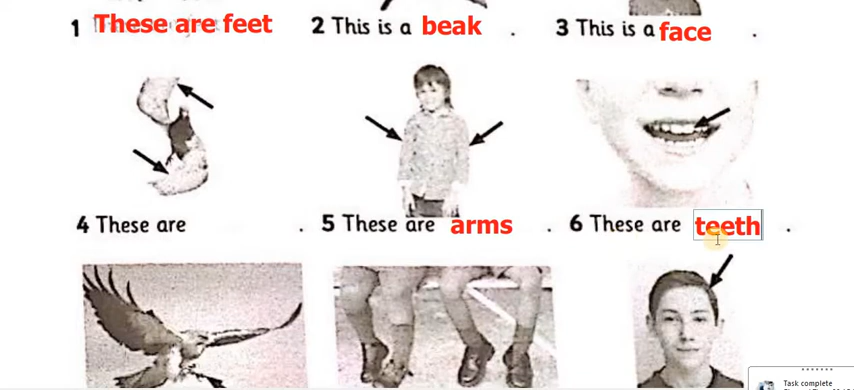 1 These are feet
2 This is a beak .
3 This is a face .
4 These are .
5 These are arms .
6 These are teeth .
Task complete